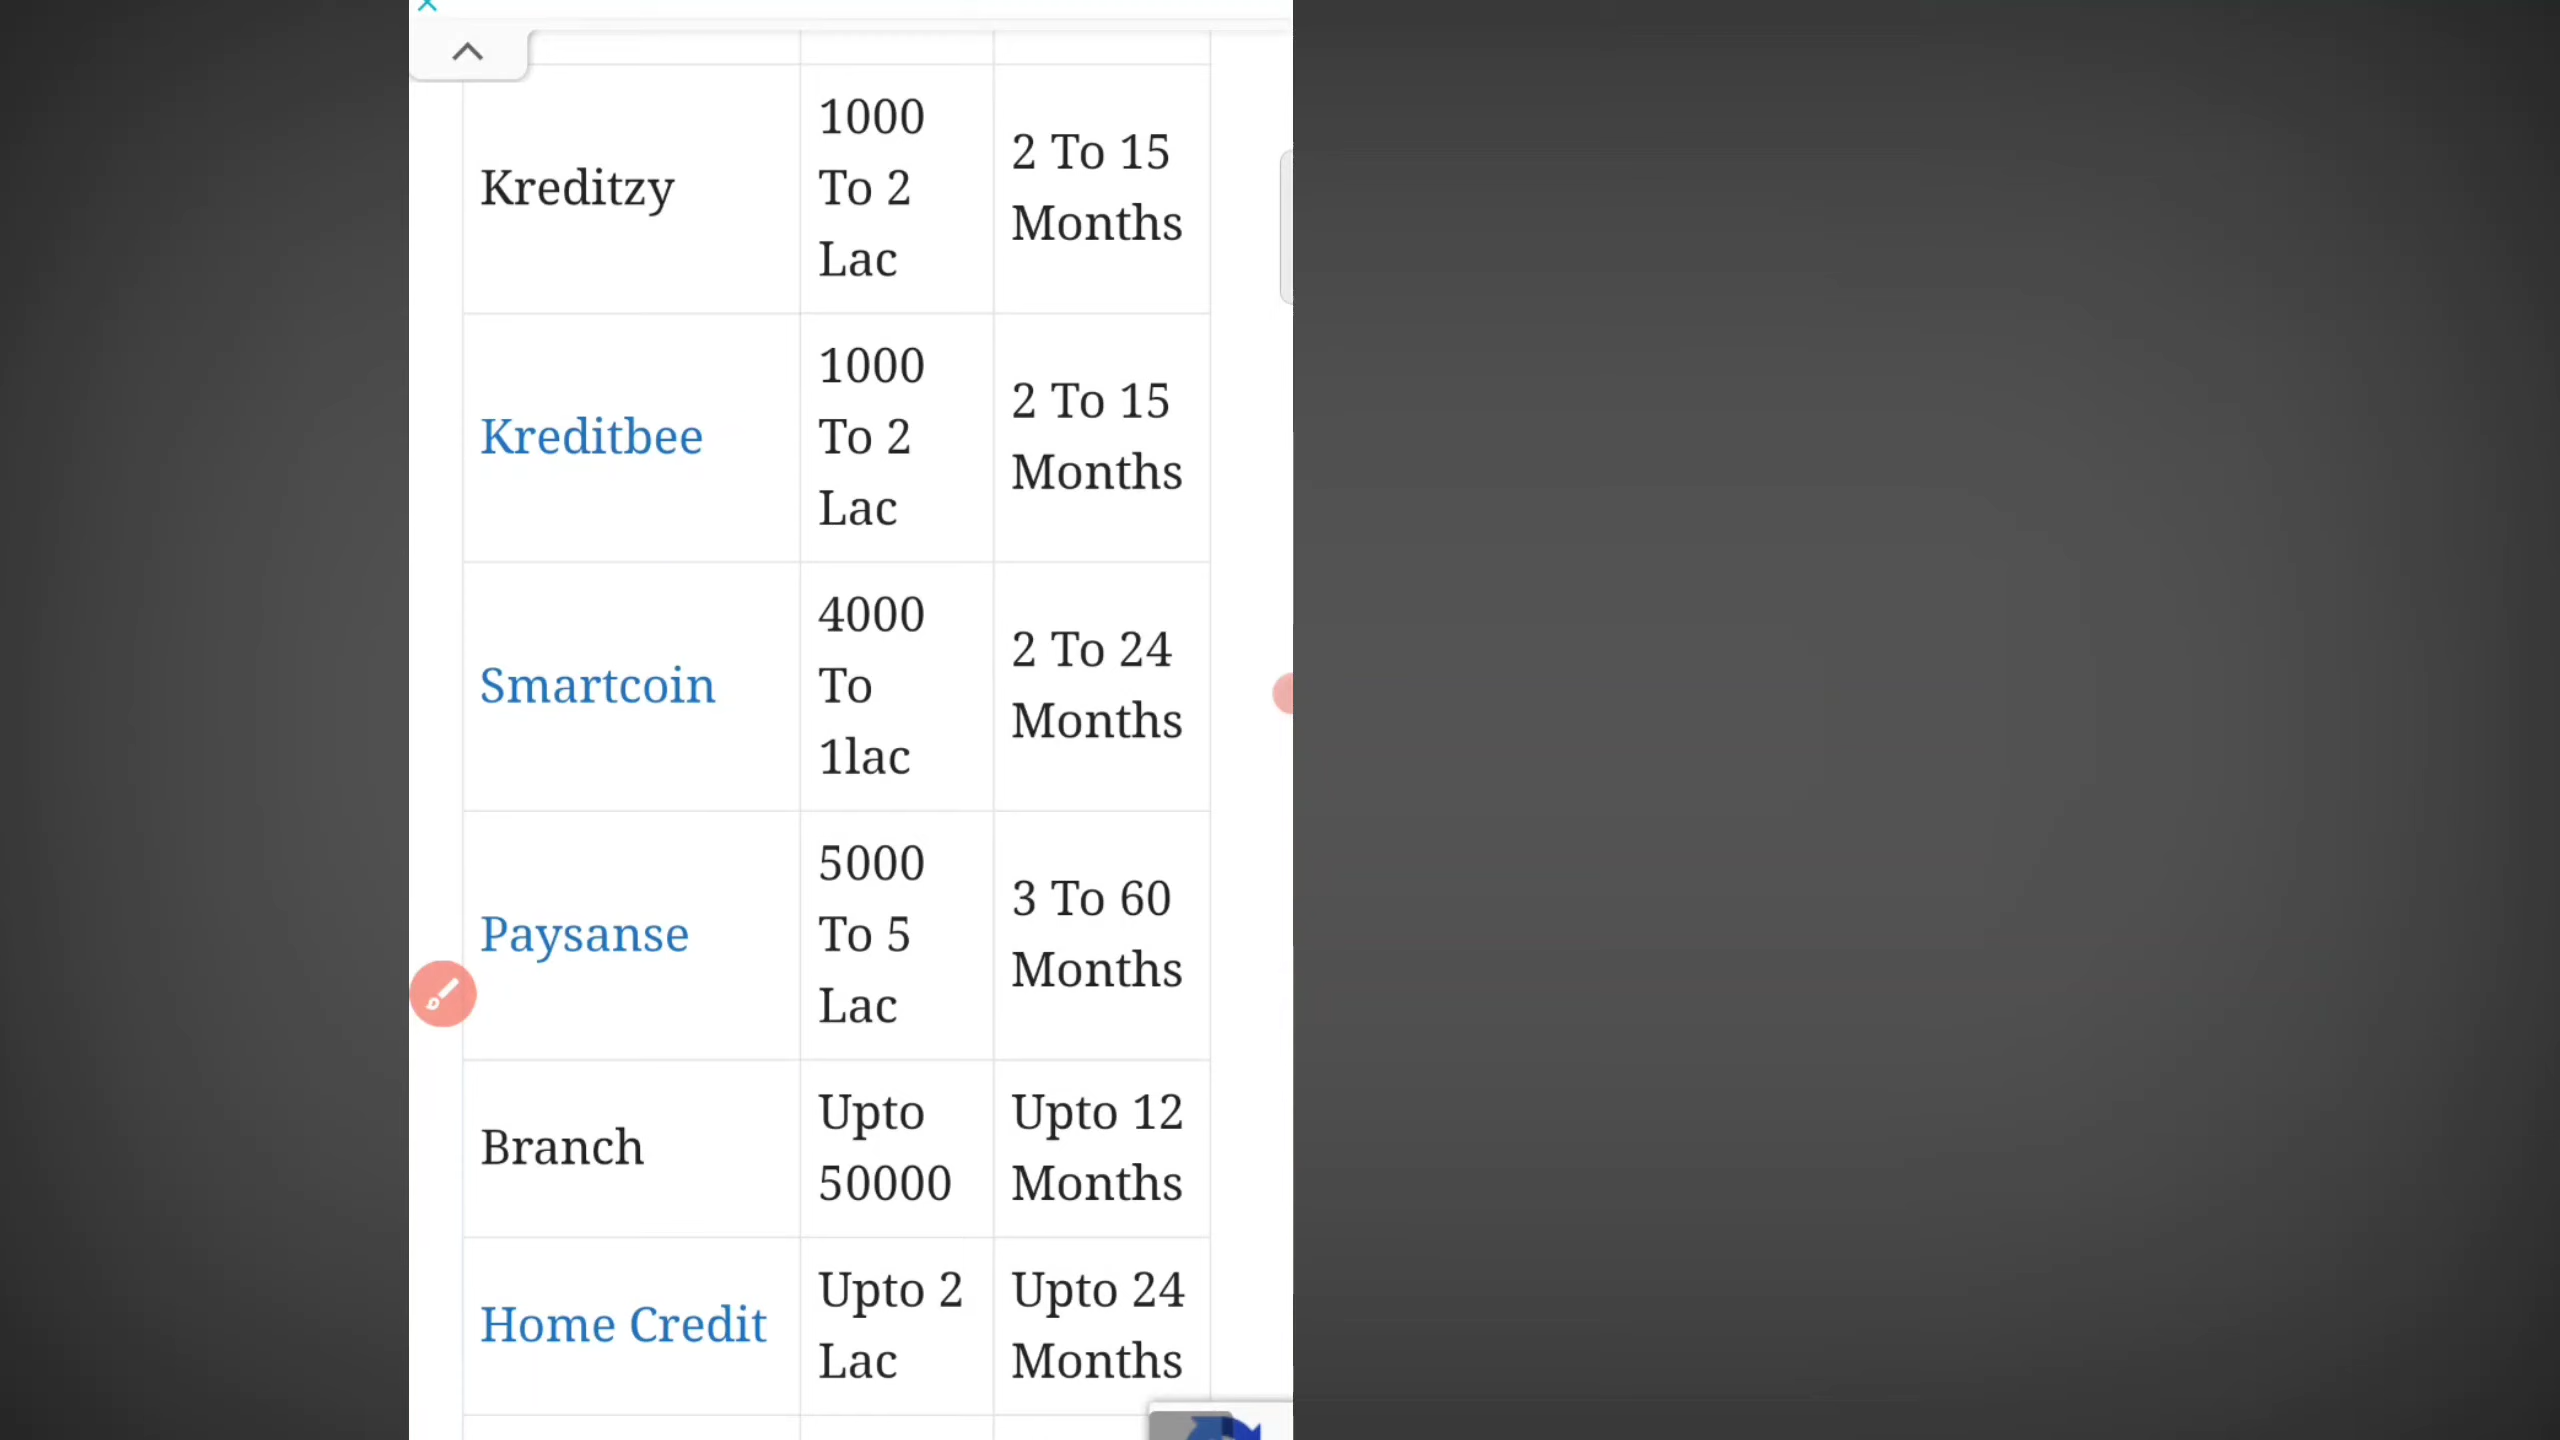 Kreditzy
1000
To 2
Lac
2 To 15
Months
Kreditbee
1000
To 2
Lac
2 To 15
Months
Smartcoin
4000
To
1lac
2 To 24
Months
Paysanse
5000
To 5
Lac
3 To 60
Months
Branch
Upto
50000
Upto 12
Months
Home Credit
Upto 2
Lac
Upto 24
Months